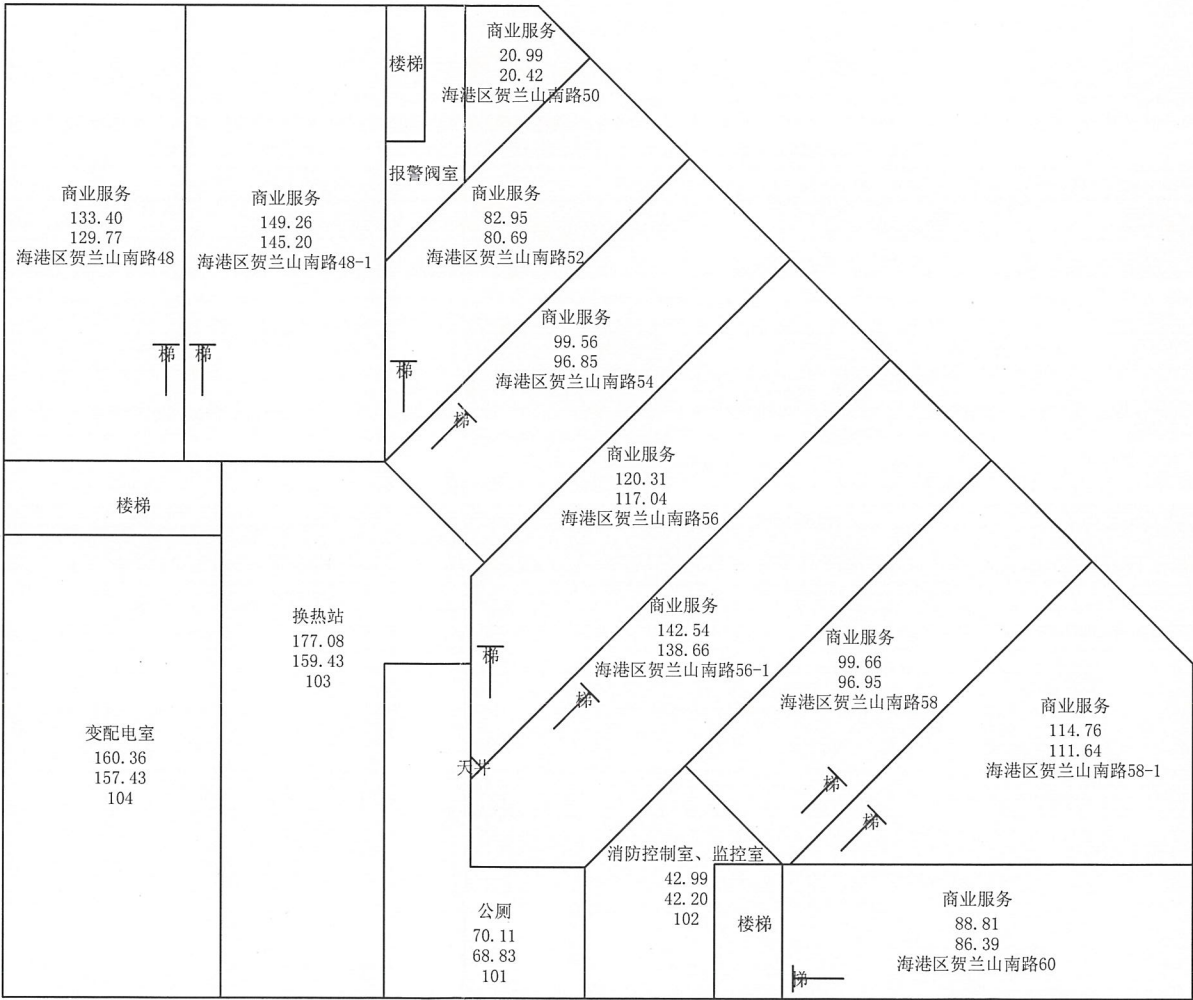 商业服务
20.99
20.42
海港区贺兰山南路50
楼梯
报警阀室
商业服务
133.40
129.77
海港区贺兰山南路48
商业服务
149.26
145.20
海港区贺兰山南路48-1
商业服务
82.95
80.69
海港区贺兰山南路52
梯
梯
梯
商业服务
99.56
96.85
海港区贺兰山南路54
梯
商业服务
120.31
117.04
海港区贺兰山南路56
楼梯
换热站
177.08
159.43
103
商业服务
142.54
138.66
海港区贺兰山南路56-1
梯
梯
商业服务
99.66
96.95
海港区贺兰山南路58
商业服务
114.76
111.64
海港区贺兰山南路58-1
变配电室
160.36
157.43
104
天井
梯
梯
消防控制室、监控室
42.99
42.20
102
公厕
70.11
68.83
101
楼梯
商业服务
88.81
86.39
海港区贺兰山南路60
梯